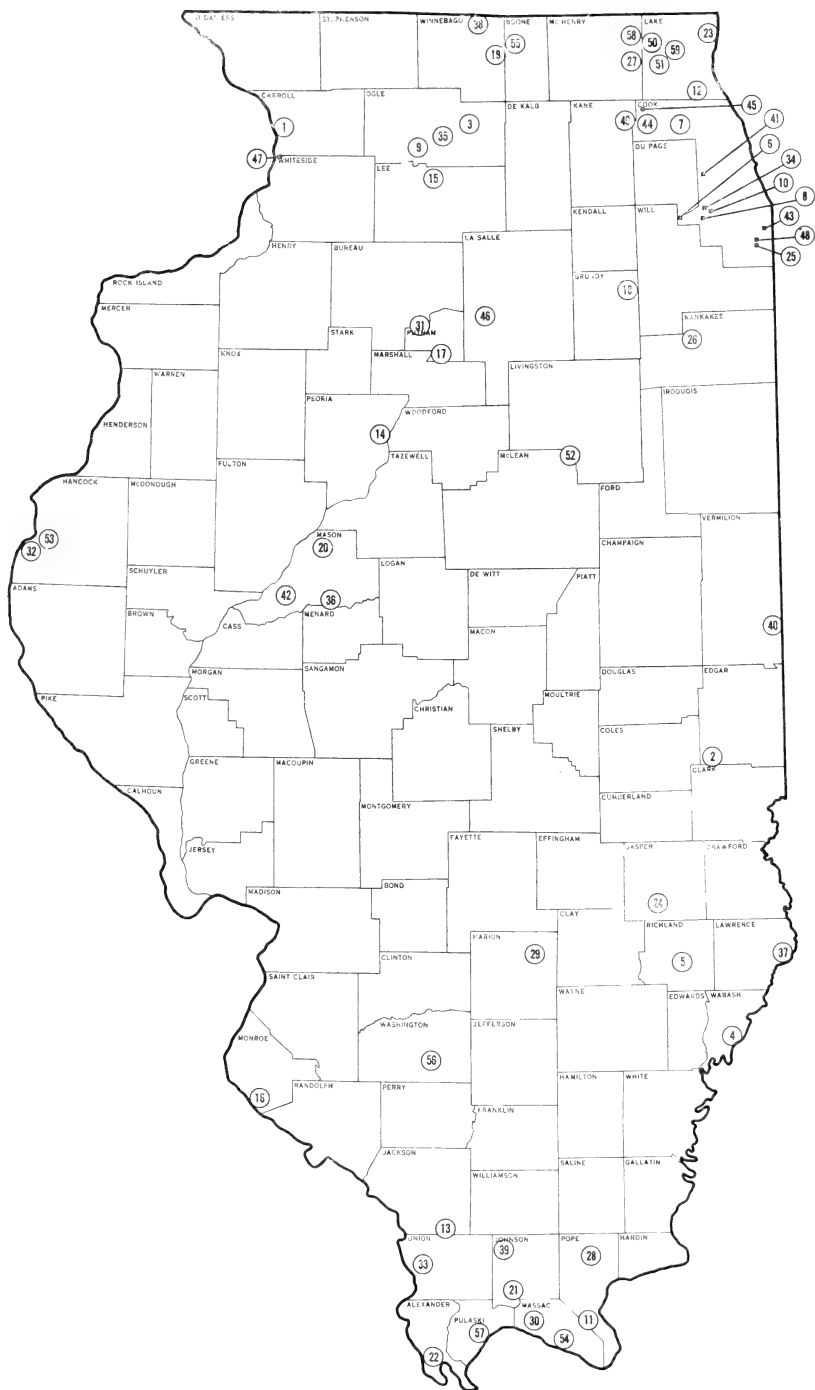 JO DAVIESS
STEPHENSON
WINNEBAGO
38
BOONE
MC HENRY
LAKE
23
19
55
58
50
59
27
51
12
CARROLL
OGLE
DE KALB
KANE
COOK
45
1
3
35
9
49
44
7
41
47
WHITESIDE
LEE
15
DU PAGE
6
34
10
8
43
48
25
KENDALL
WILL
HENRY
BUREAU
LA SALLE
ROCK ISLAND
GRUNDY
18
MERCER
31
PUTNAM
46
KANKAKEE
26
STARK
KNOX
MARSHALL
17
LIVINGSTON
WARREN
IROQUOIS
PEORIA
WOODFORD
HENDERSON
14
TAZEWELL
MCLEAN
52
FULTON
HANCOCK
MCDONOUGH
FORD
VERMILION
32
53
MASON
20
CHAMPAIGN
SCHUYLER
LOGAN
DE WITT
PIATT
ADAMS
42
36
BROWN
CASS
MENARD
MACON
40
MORGAN
SANGAMON
DOUGLAS
EDGAR
PIKE
SCOTT
CHRISTIAN
MOULTRIE
SHELBY
COLES
GREENE
MACOUPIN
2
CLARK
CALHOUN
MONTGOMERY
CUMBERLAND
JERSEY
FAYETTE
EFFINGHAM
JASPER
CRAWFORD
MADISON
BOND
24
CLAY
RICHLAND
LAWRENCE
MARION
29
5
37
CLINTON
SAINT CLAIR
WAYNE
EDWARDS
WABASH
WASHINGTON
JEFFERSON
4
MONROE
56
HAMILTON
WHITE
16
RANDOLPH
PERRY
FRANKLIN
JACKSON
SALINE
GALLATIN
WILLIAMSON
13
UNION
JOHNSON
POPE
HARDIN
39
28
33
21
ALEXANDER
MASSAC
PULASKI
30
11
57
54
22